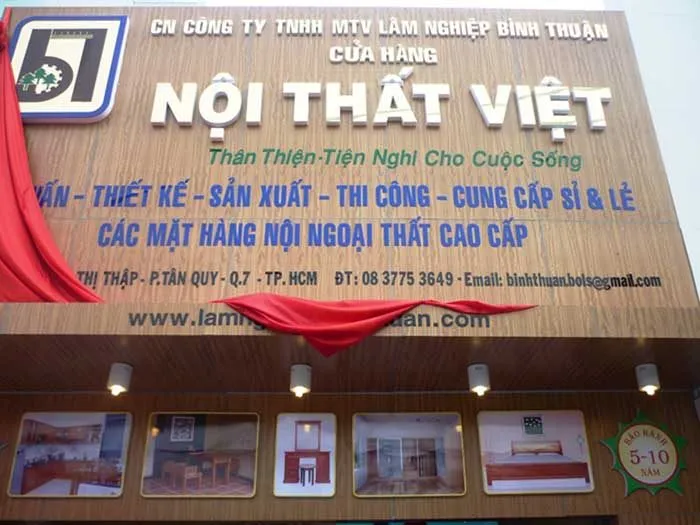 CN CÔNG TY TNHH MTV LÂM NGHIỆP BÌNH THUẬN
CỬA HÀNG
NỘI THẤT VIỆT
Thân Thiện-Tiện Nghi Cho Cuộc Sống
– THIẾT KẾ – SẢN XUẤT – THI CÔNG – CUNG CẤP SỈ & LẺ
CÁC MẶT HÀNG NỘI NGOẠI THẤT CAO CẤP
THỊ THẬP - P.TÂN QUY - Q.7 - TP.HCM ĐT: 08 3775 3649 - Email: binhthuan.bols@gmail.com
BẢO HÀNH
5-10
NĂM